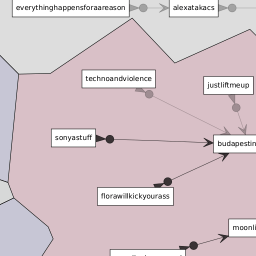 everythinghappensforareason
alexatakacs
technoandviolence
justliftmeup
sonyastuff
budapestin
florawillkickyourass
moonli